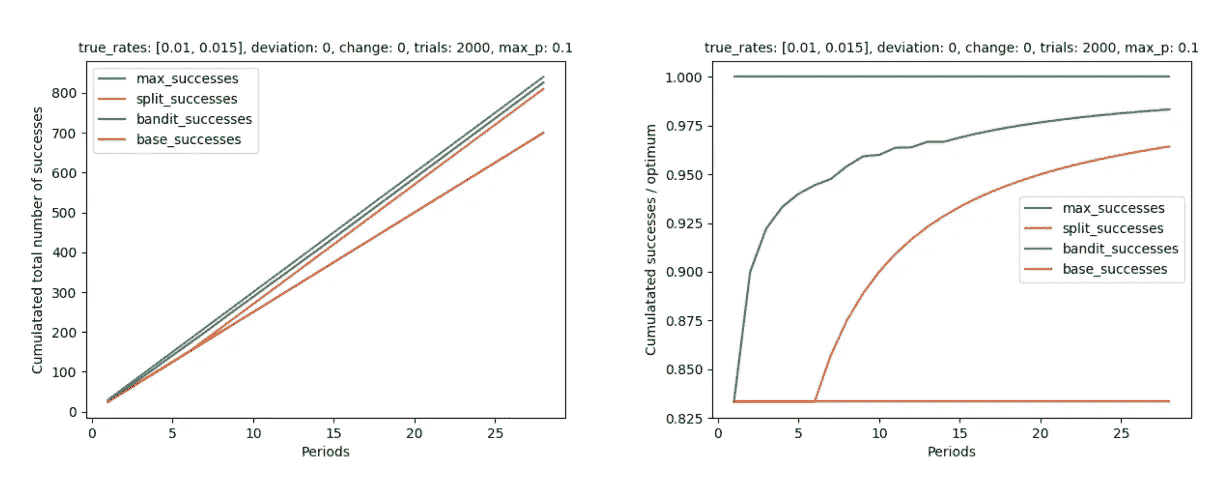 true_rates: [0.01, 0.015], deviation: 0, change: 0, trials: 2000, max_p: 0.1
max_successes
split_successes
bandit_successes
base_successes
Cumulatated total number of successes
800
700
600
500
400
300
200
100
0
0 5 10 15 20 25
Periods
true_rates: [0.01, 0.015], deviation: 0, change: 0, trials: 2000, max_p: 0.1
Cumulatated successes / optimum
1.000
0.975
0.950
0.925
0.900
0.875
0.850
0.825
max_successes
split_successes
bandit_successes
base_successes
0 5 10 15 20 25
Periods